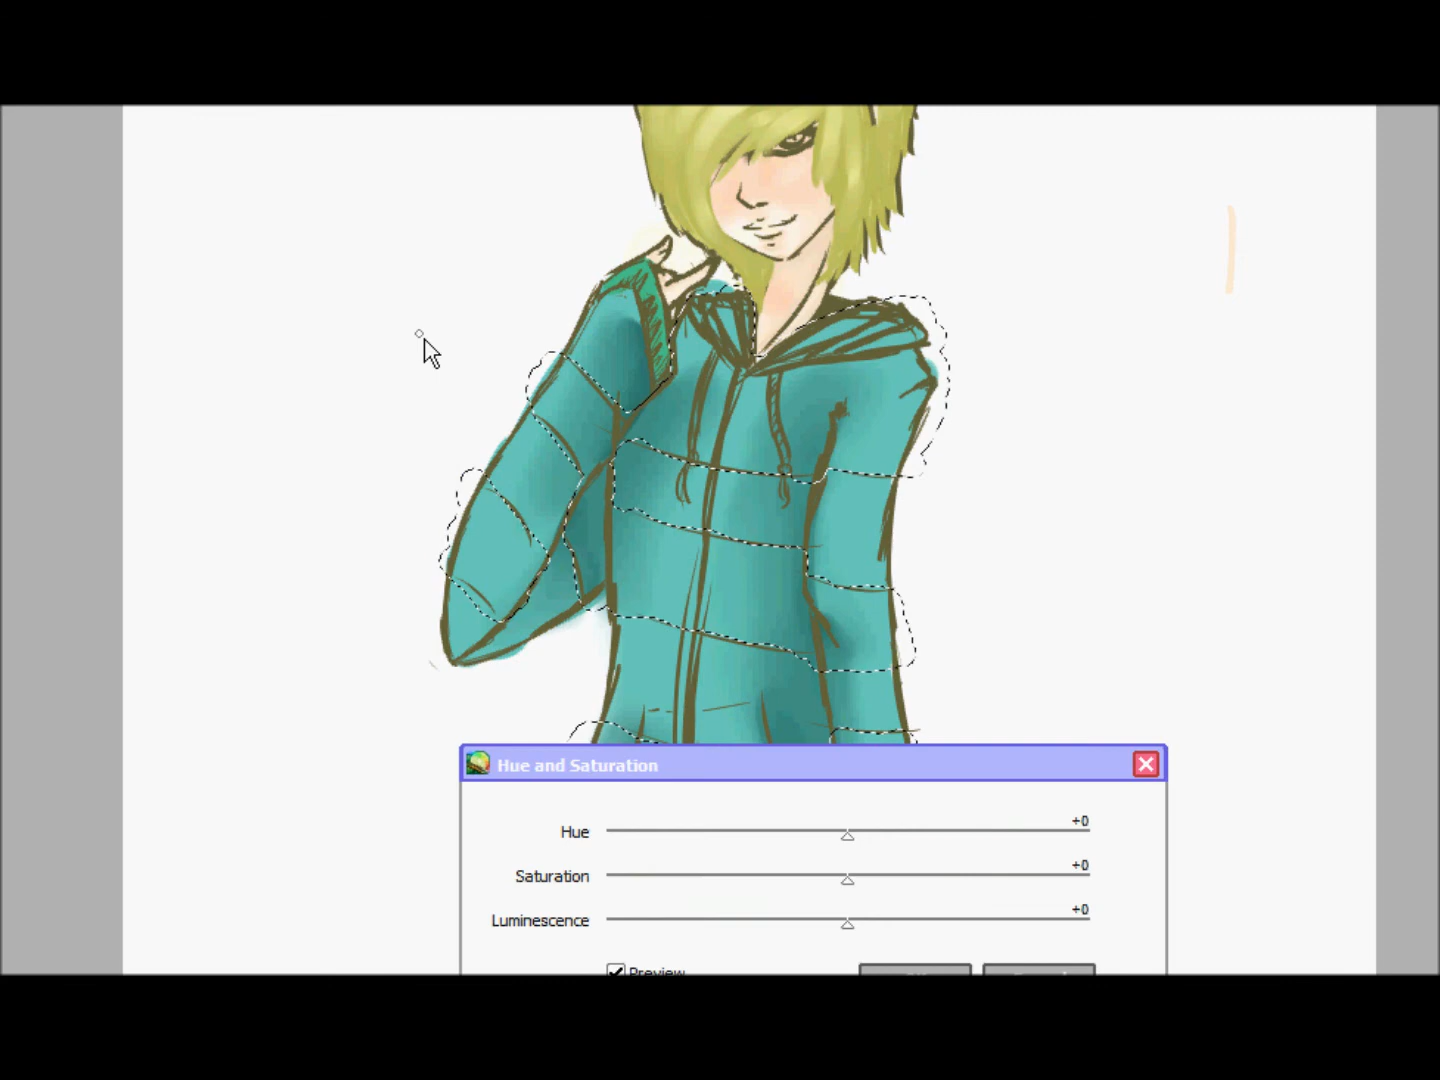 Hue and Saturation
Hue +0
Saturation +0
Luminescence +0
Preview